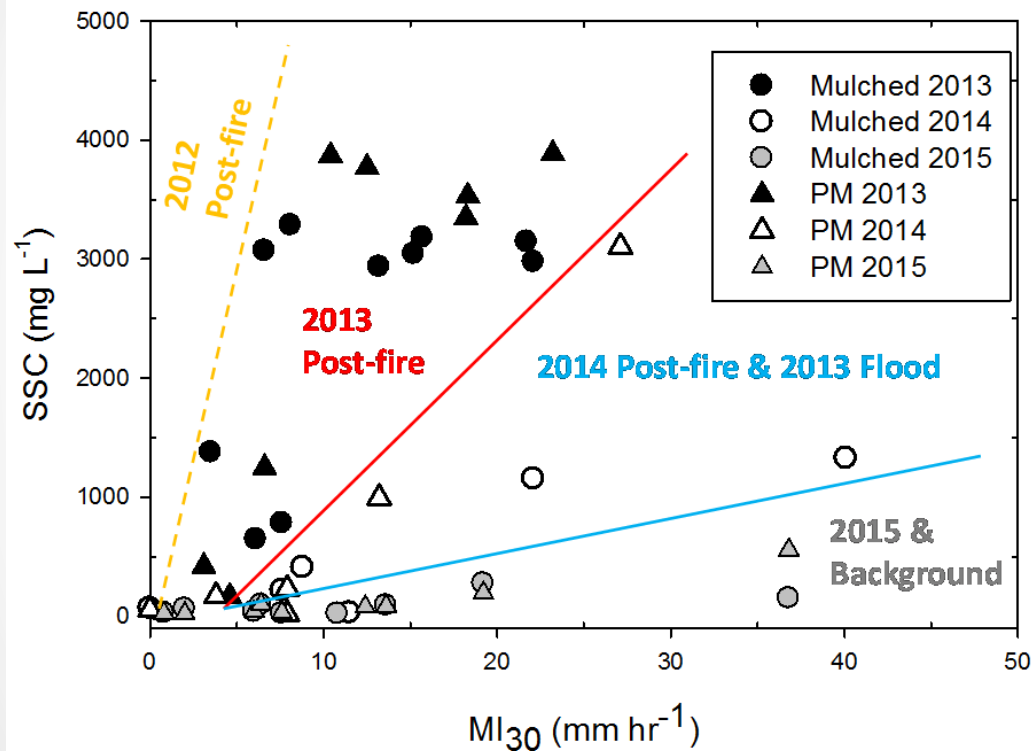 5000
4000
3000
2000
1000
0
SSC (mg L⁻¹)
2012
Post-fire
Mulched 2013
Mulched 2014
Mulched 2015
PM 2013
PM 2014
PM 2015
2013
Post-fire
2014 Post-fire & 2013 Flood
2015 &
Background
0 10 20 30 40 50
MI₃₀ (mm hr⁻¹)